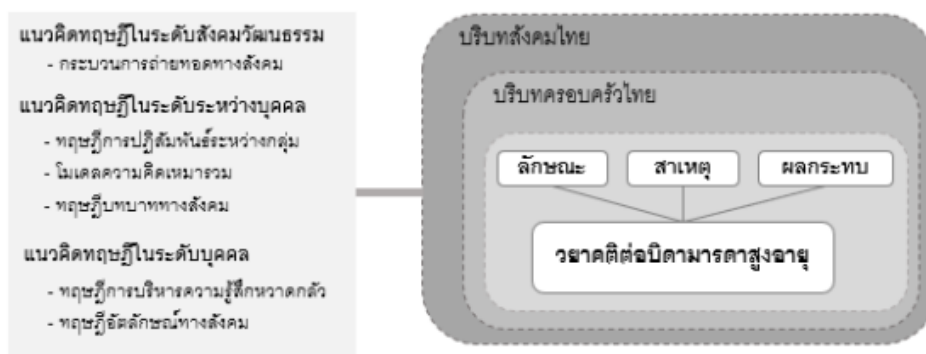 แนวคิดทฤษฎีในระดับสังคมวัฒนธรรม
- กระบวนการถ่ายทอดทางสังคม
แนวคิดทฤษฎีในระดับระหว่างบุคคล
- ทฤษฎีการปฏิสัมพันธ์ระหว่างกลุ่ม
- โมเดลความคิดเหมารวม
- ทฤษฎีบทบาททางสังคม
แนวคิดทฤษฎีในระดับบุคคล
- ทฤษฎีการบริหารความรู้สึกหวาดกลัว
- ทฤษฎีอัตลักษณ์ทางสังคม
บริบทสังคมไทย
บริบทครอบครัวไทย
ลักษณะ สาเหตุ ผลกระทบ
วยาคติต่อบิดามารดาสูงอายุ